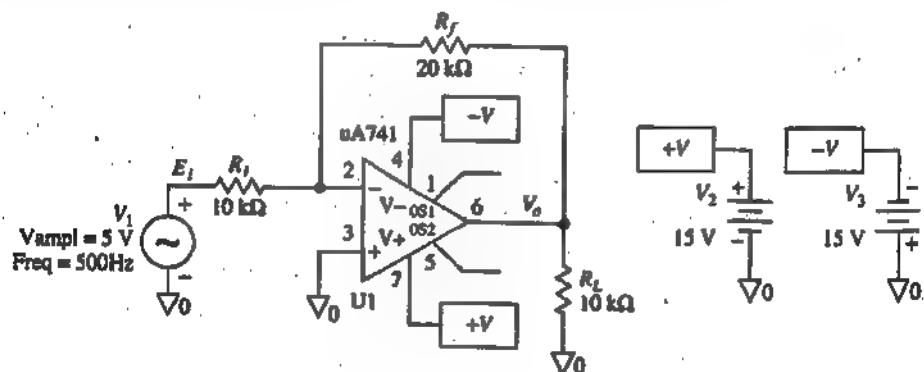 R_f
20 kΩ
uA741
−V
4
2
1
E_i
R_i
10 kΩ
−
V−
OS1
6
V_o
V+
OS2
3
+
5
7
U1
+V
V_1
Vampl = 5 V
Freq = 500Hz
+
~
−
0
0
R_L
10 kΩ
0
+V
V_2
+
15 V
−
0
−V
V_3
−
15 V
+
0